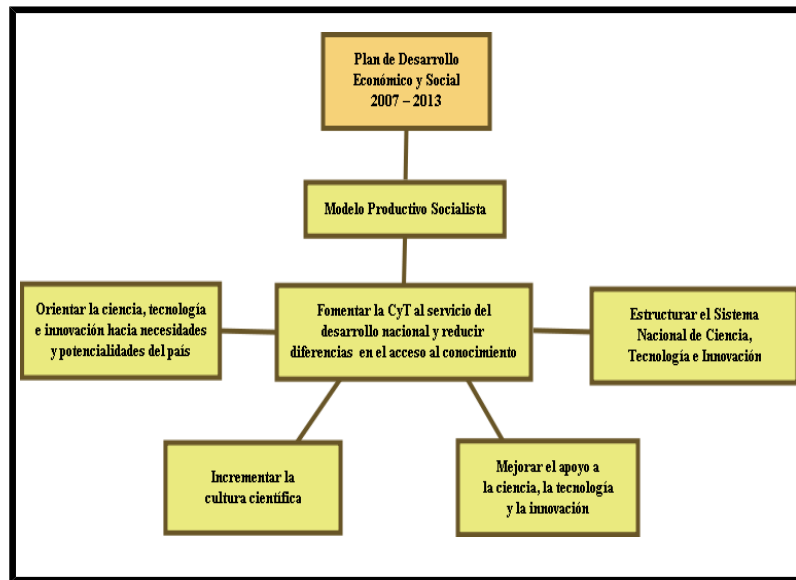 Plan de Desarrollo
Económico y Social
2007 – 2013
Modelo Productivo Socialista
Orientar la ciencia, tecnología
e innovación hacia necesidades
y potencialidades del país
Fomentar la CyT al servicio del
desarrollo nacional y reducir
diferencias en el acceso al conocimiento
Estructurar el Sistema
Nacional de Ciencia,
Tecnología e Innovación
Incrementar la
cultura científica
Mejorar el apoyo a
la ciencia, la tecnología
y la innovación